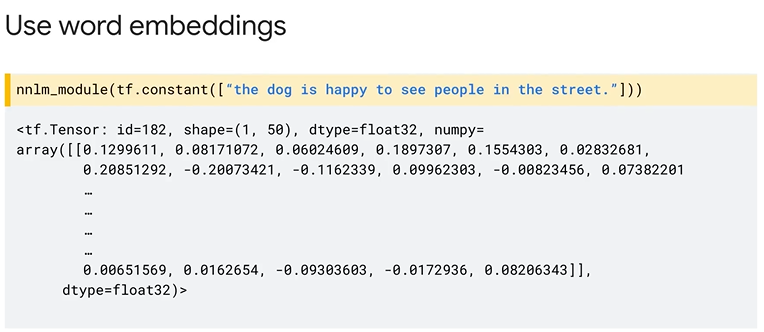 Use word embeddings
nnlm_module(tf.constant(["the dog is happy to see people in the street."]))
<tf.Tensor: id=182, shape=(1, 50), dtype=float32, numpy=
array([[0.1299611, 0.08171072, 0.06024609, 0.1897307, 0.1554303, 0.02832681,
0.20851292, -0.20073421, -0.1162339, 0.09962303, -0.00823456, 0.07382201
…
…
…
…
0.00651569, 0.0162654, -0.09303603, -0.0172936, 0.08206343]],
dtype=float32)>